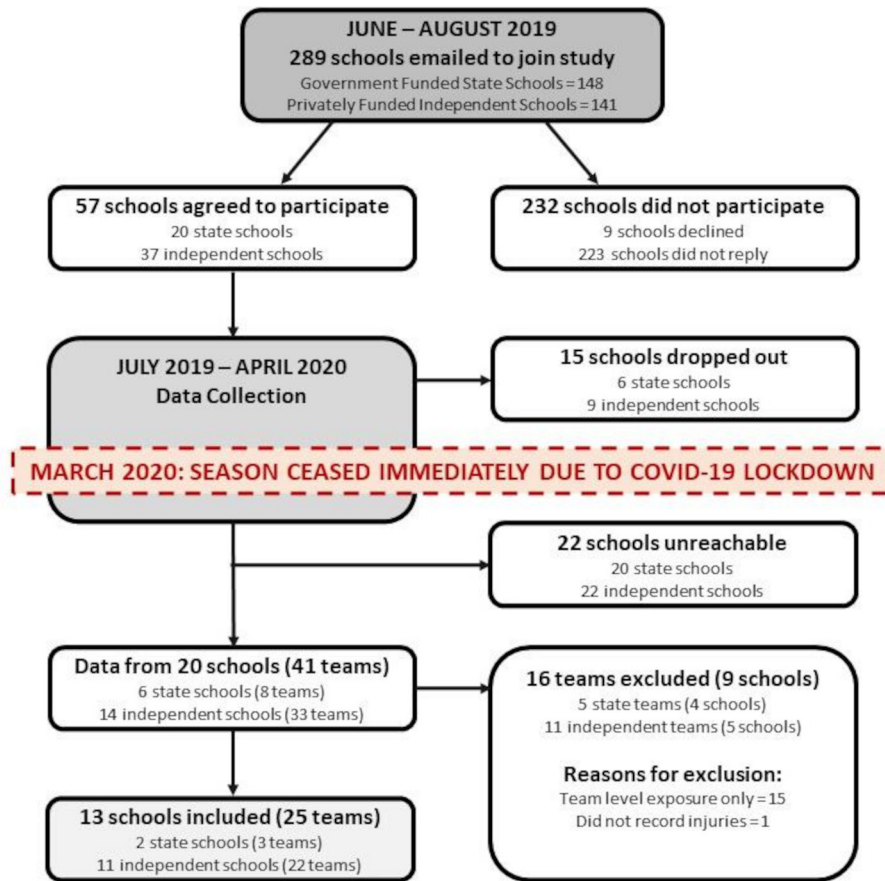 JUNE – AUGUST 2019
289 schools emailed to join study
Government Funded State Schools = 148
Privately Funded Independent Schools = 141
57 schools agreed to participate
20 state schools
37 independent schools
232 schools did not participate
9 schools declined
223 schools did not reply
JULY 2019 – APRIL 2020
Data Collection
15 schools dropped out
6 state schools
9 independent schools
MARCH 2020: SEASON CEASED IMMEDIATELY DUE TO COVID-19 LOCKDOWN
22 schools unreachable
20 state schools
22 independent schools
Data from 20 schools (41 teams)
6 state schools (8 teams)
14 independent schools (33 teams)
16 teams excluded (9 schools)
5 state teams (4 schools)
11 independent teams (5 schools)
Reasons for exclusion:
Team level exposure only = 15
Did not record injuries = 1
13 schools included (25 teams)
2 state schools (3 teams)
11 independent schools (22 teams)